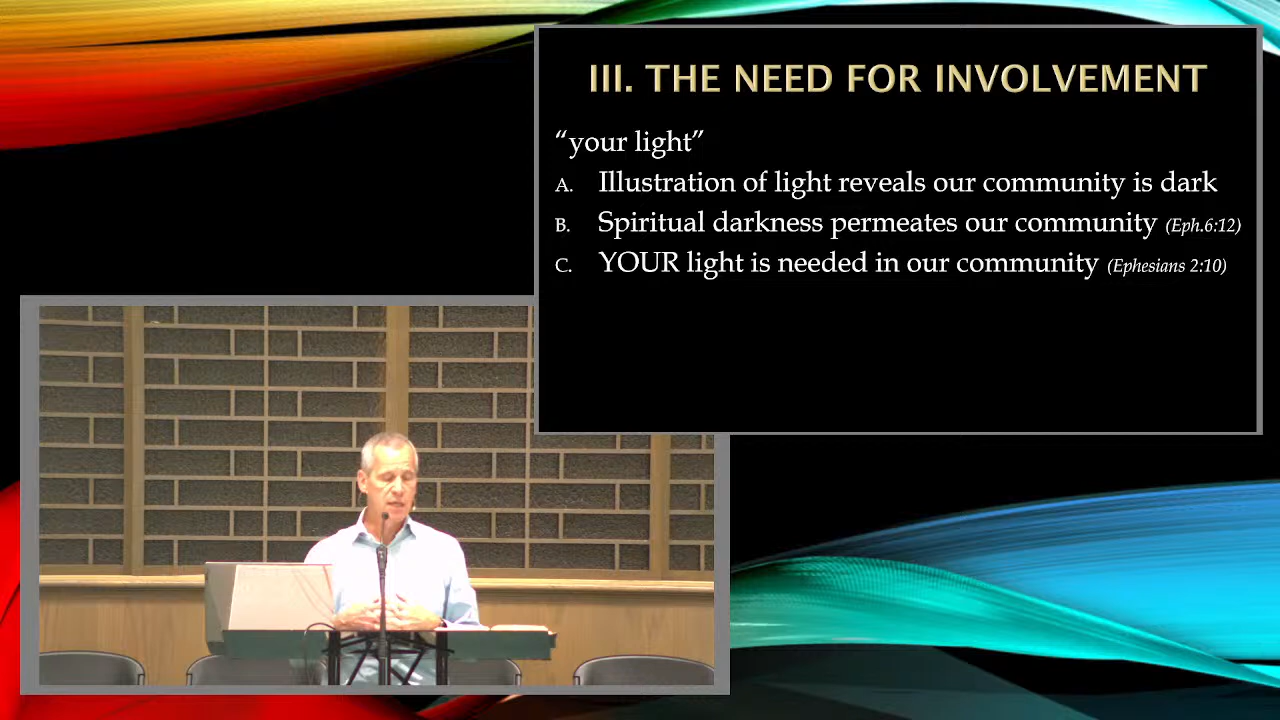 III. THE NEED FOR INVOLVEMENT
“your light”
A. Illustration of light reveals our community is dark
B. Spiritual darkness permeates our community (Eph.6:12)
C. YOUR light is needed in our community (Ephesians 2:10)